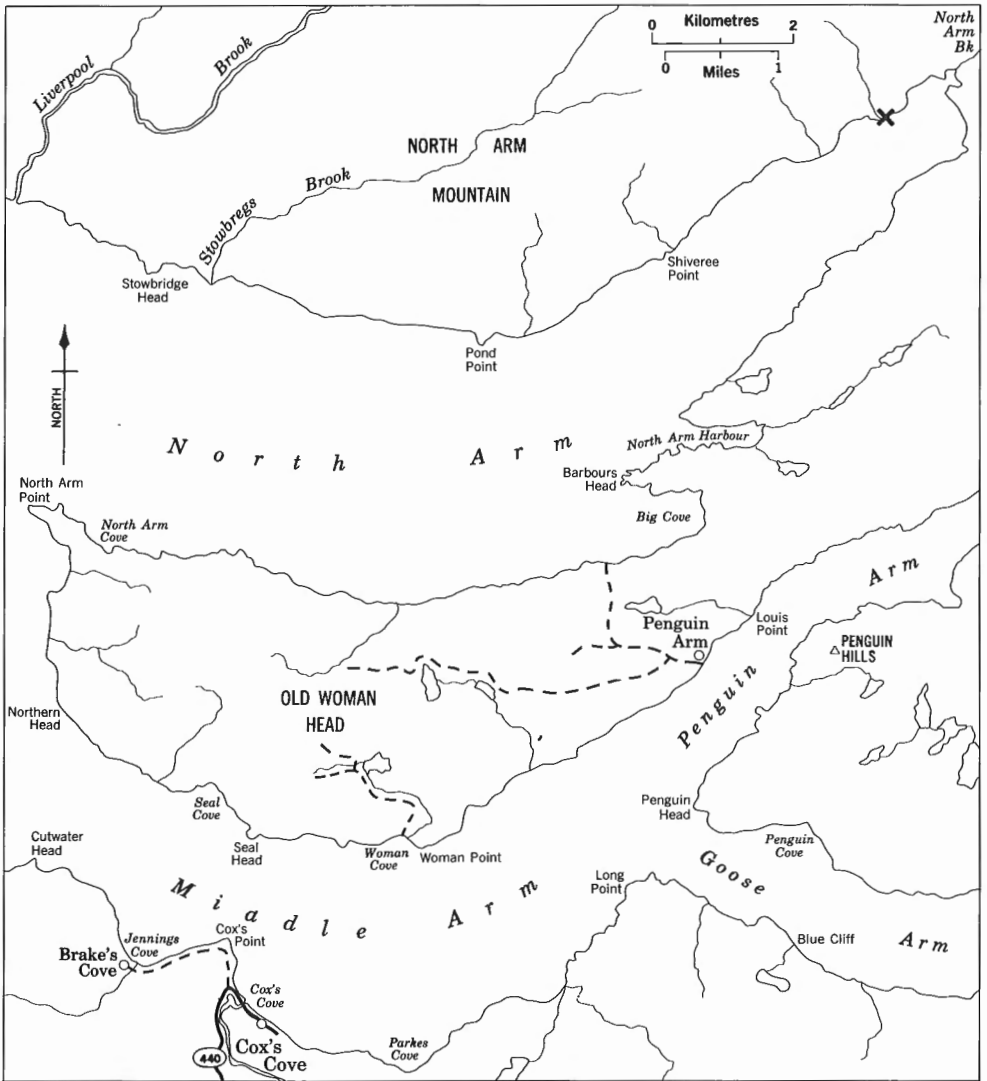 Kilometres
0 2
0 1
Miles
North
Arm
Bk
Liverpool
Brook
NORTH ARM
MOUNTAIN
Stowbregs
Brook
Stowbridge
Head
Shiveree
Point
Pond
Point
NORTH
North Arm
North Arm Harbour
Barbours
Head
Big Cove
North Arm
Point
North Arm
Cove
Arm
Penguin
Penguin
Arm
Louis
Point
PENGUIN
HILLS
OLD WOMAN
HEAD
Northern
Head
Seal
Cove
Seal
Head
Woman
Cove
Woman Point
Penguin
Head
Penguin
Cove
Cutwater
Head
Miadle Arm
Long
Point
Goose
Arm
Blue Cliff
Jennings
Cove
Cox's
Point
Brake's
Cove
Cox's
Cove
Cox's
Cove
Parkes
Cove
440